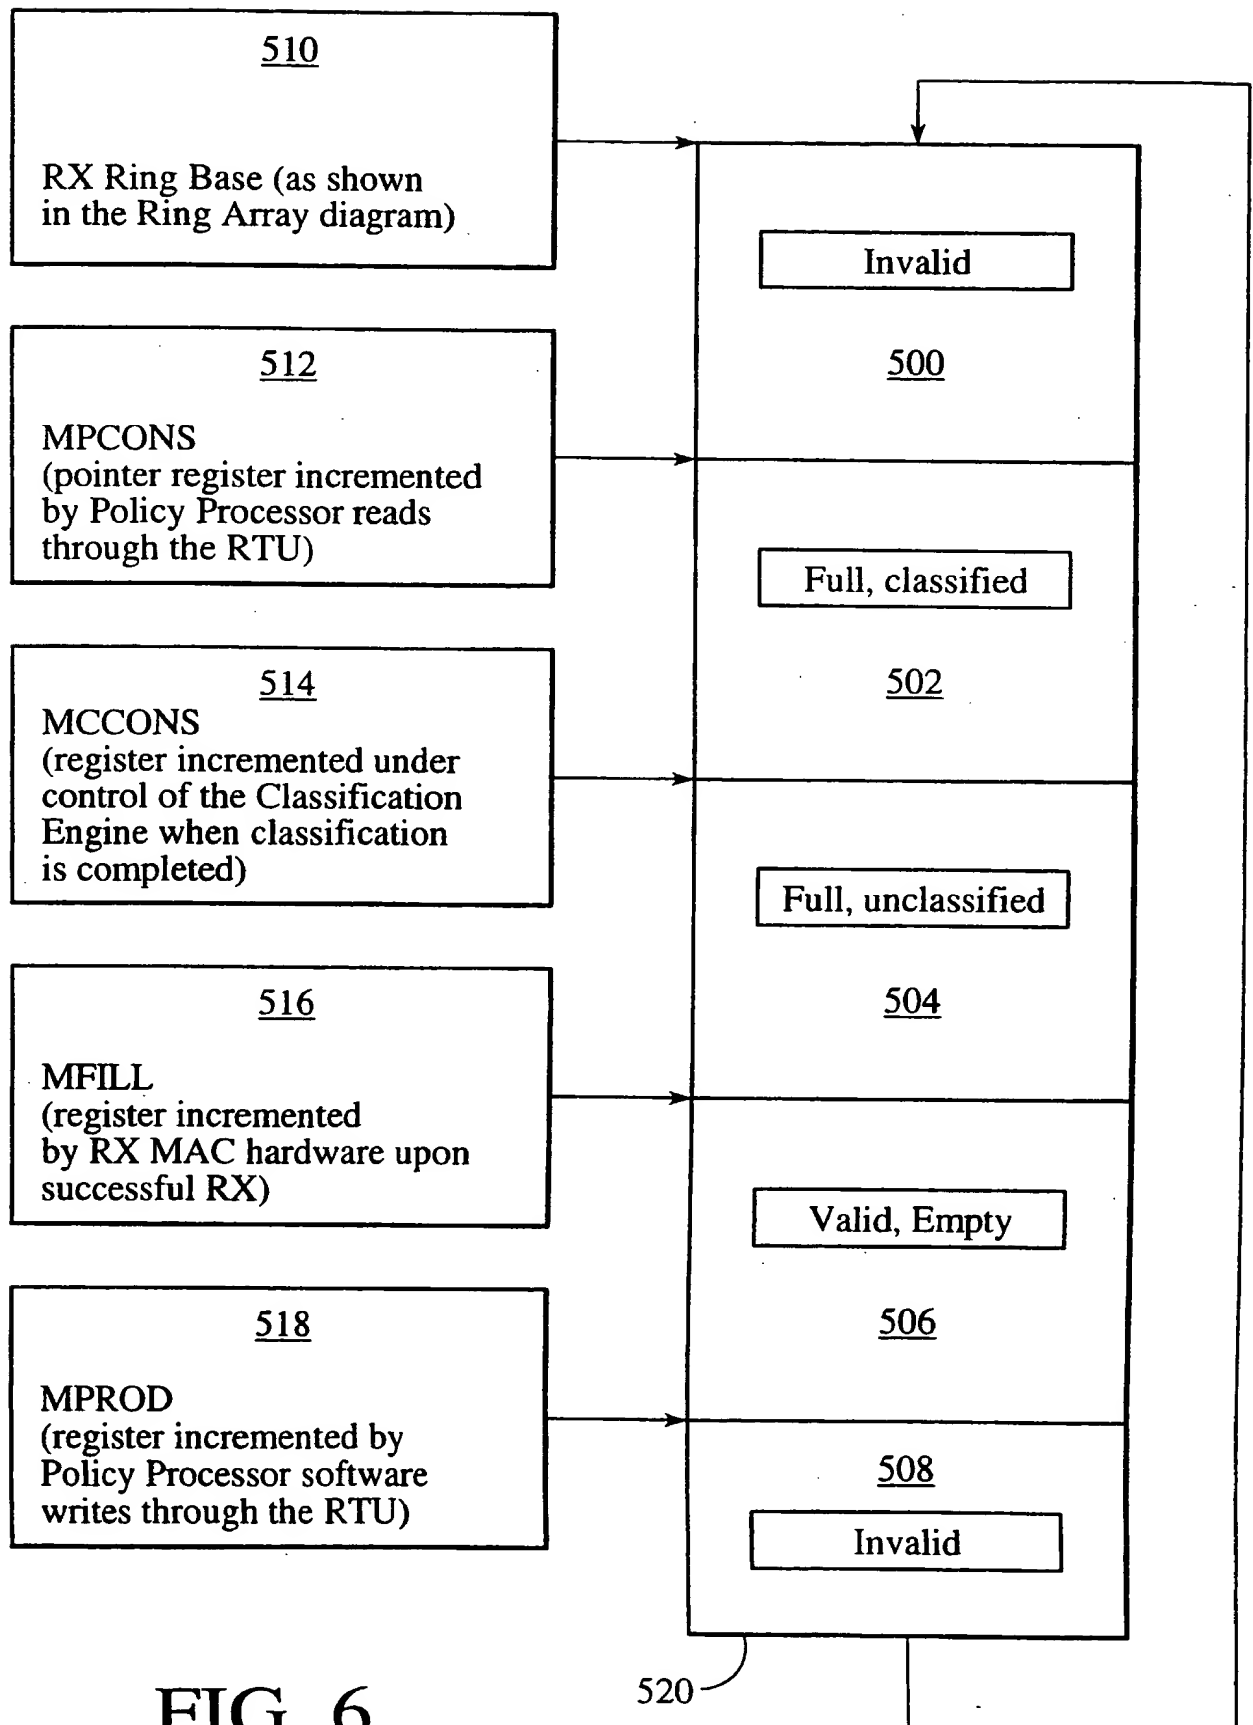 510
RX Ring Base (as shown
in the Ring Array diagram)
512
MPCONS
(pointer register incremented
by Policy Processor reads
through the RTU)
514
MCCONS
(register incremented under
control of the Classification
Engine when classification
is completed)
516
MFILL
(register incremented
by RX MAC hardware upon
successful RX)
518
MPROD
(register incremented by
Policy Processor software
writes through the RTU)
Invalid
500
Full, classified
502
Full, unclassified
504
Valid, Empty
506
508
Invalid
520
FIG. 6